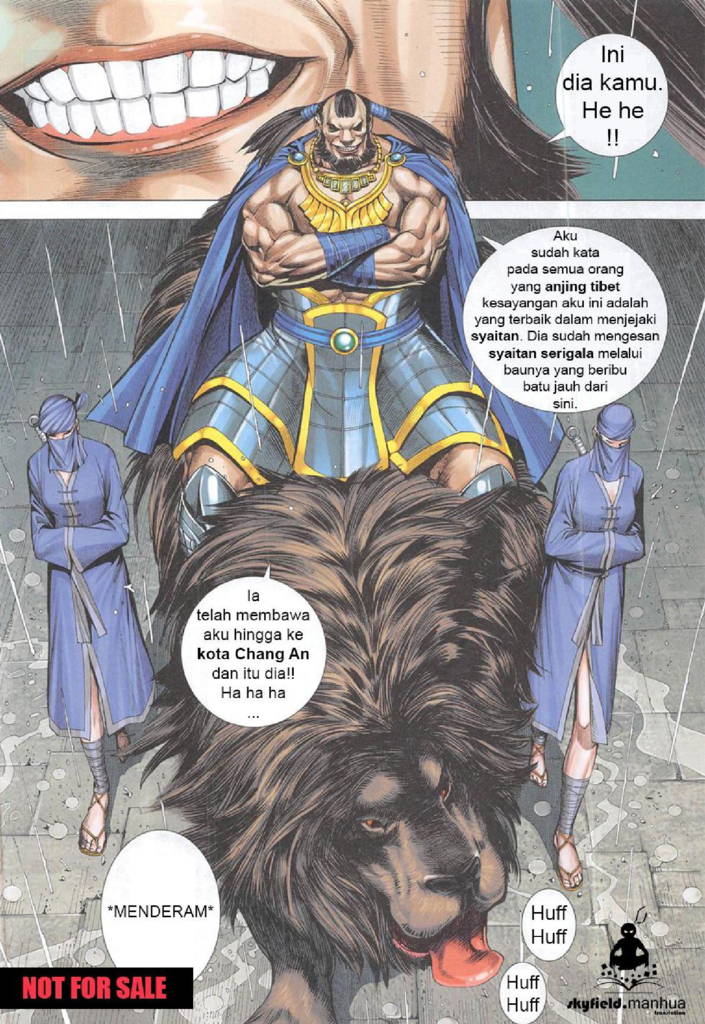 Ini
dia kamu.
He he
!!
Aku
sudah kata
pada semua orang
yang anjing tibet
kesayangan aku ini adalah
yang terbaik dalam menjejaki
syaitan. Dia sudah mengesan
syaitan serigala melalui
baunya yang beribu
batu jauh dari
sini.
Ia
telah membawa
aku hingga ke
kota Chang An
dan itu dia!!
Ha ha ha
...
*MENDERAM*
Huff
Huff
Huff
Huff
NOT FOR SALE
skyfield.manhua
translation